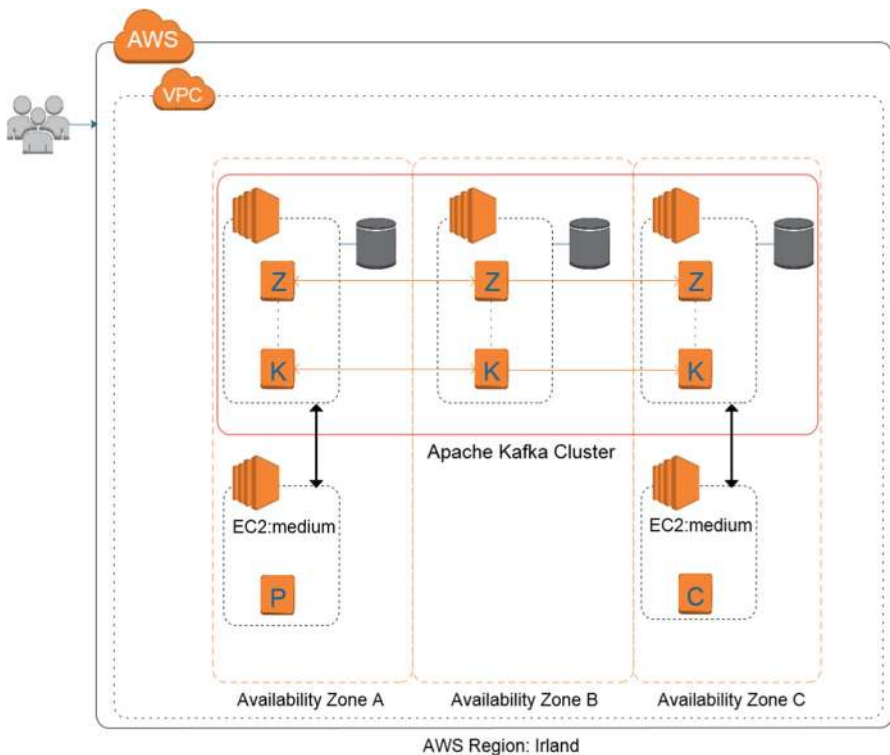 AWS
VPC
Z
Z
Z
K
K
K
Apache Kafka Cluster
EC2:medium
EC2:medium
P
C
Availability Zone A
Availability Zone B
Availability Zone C
AWS Region: Irland